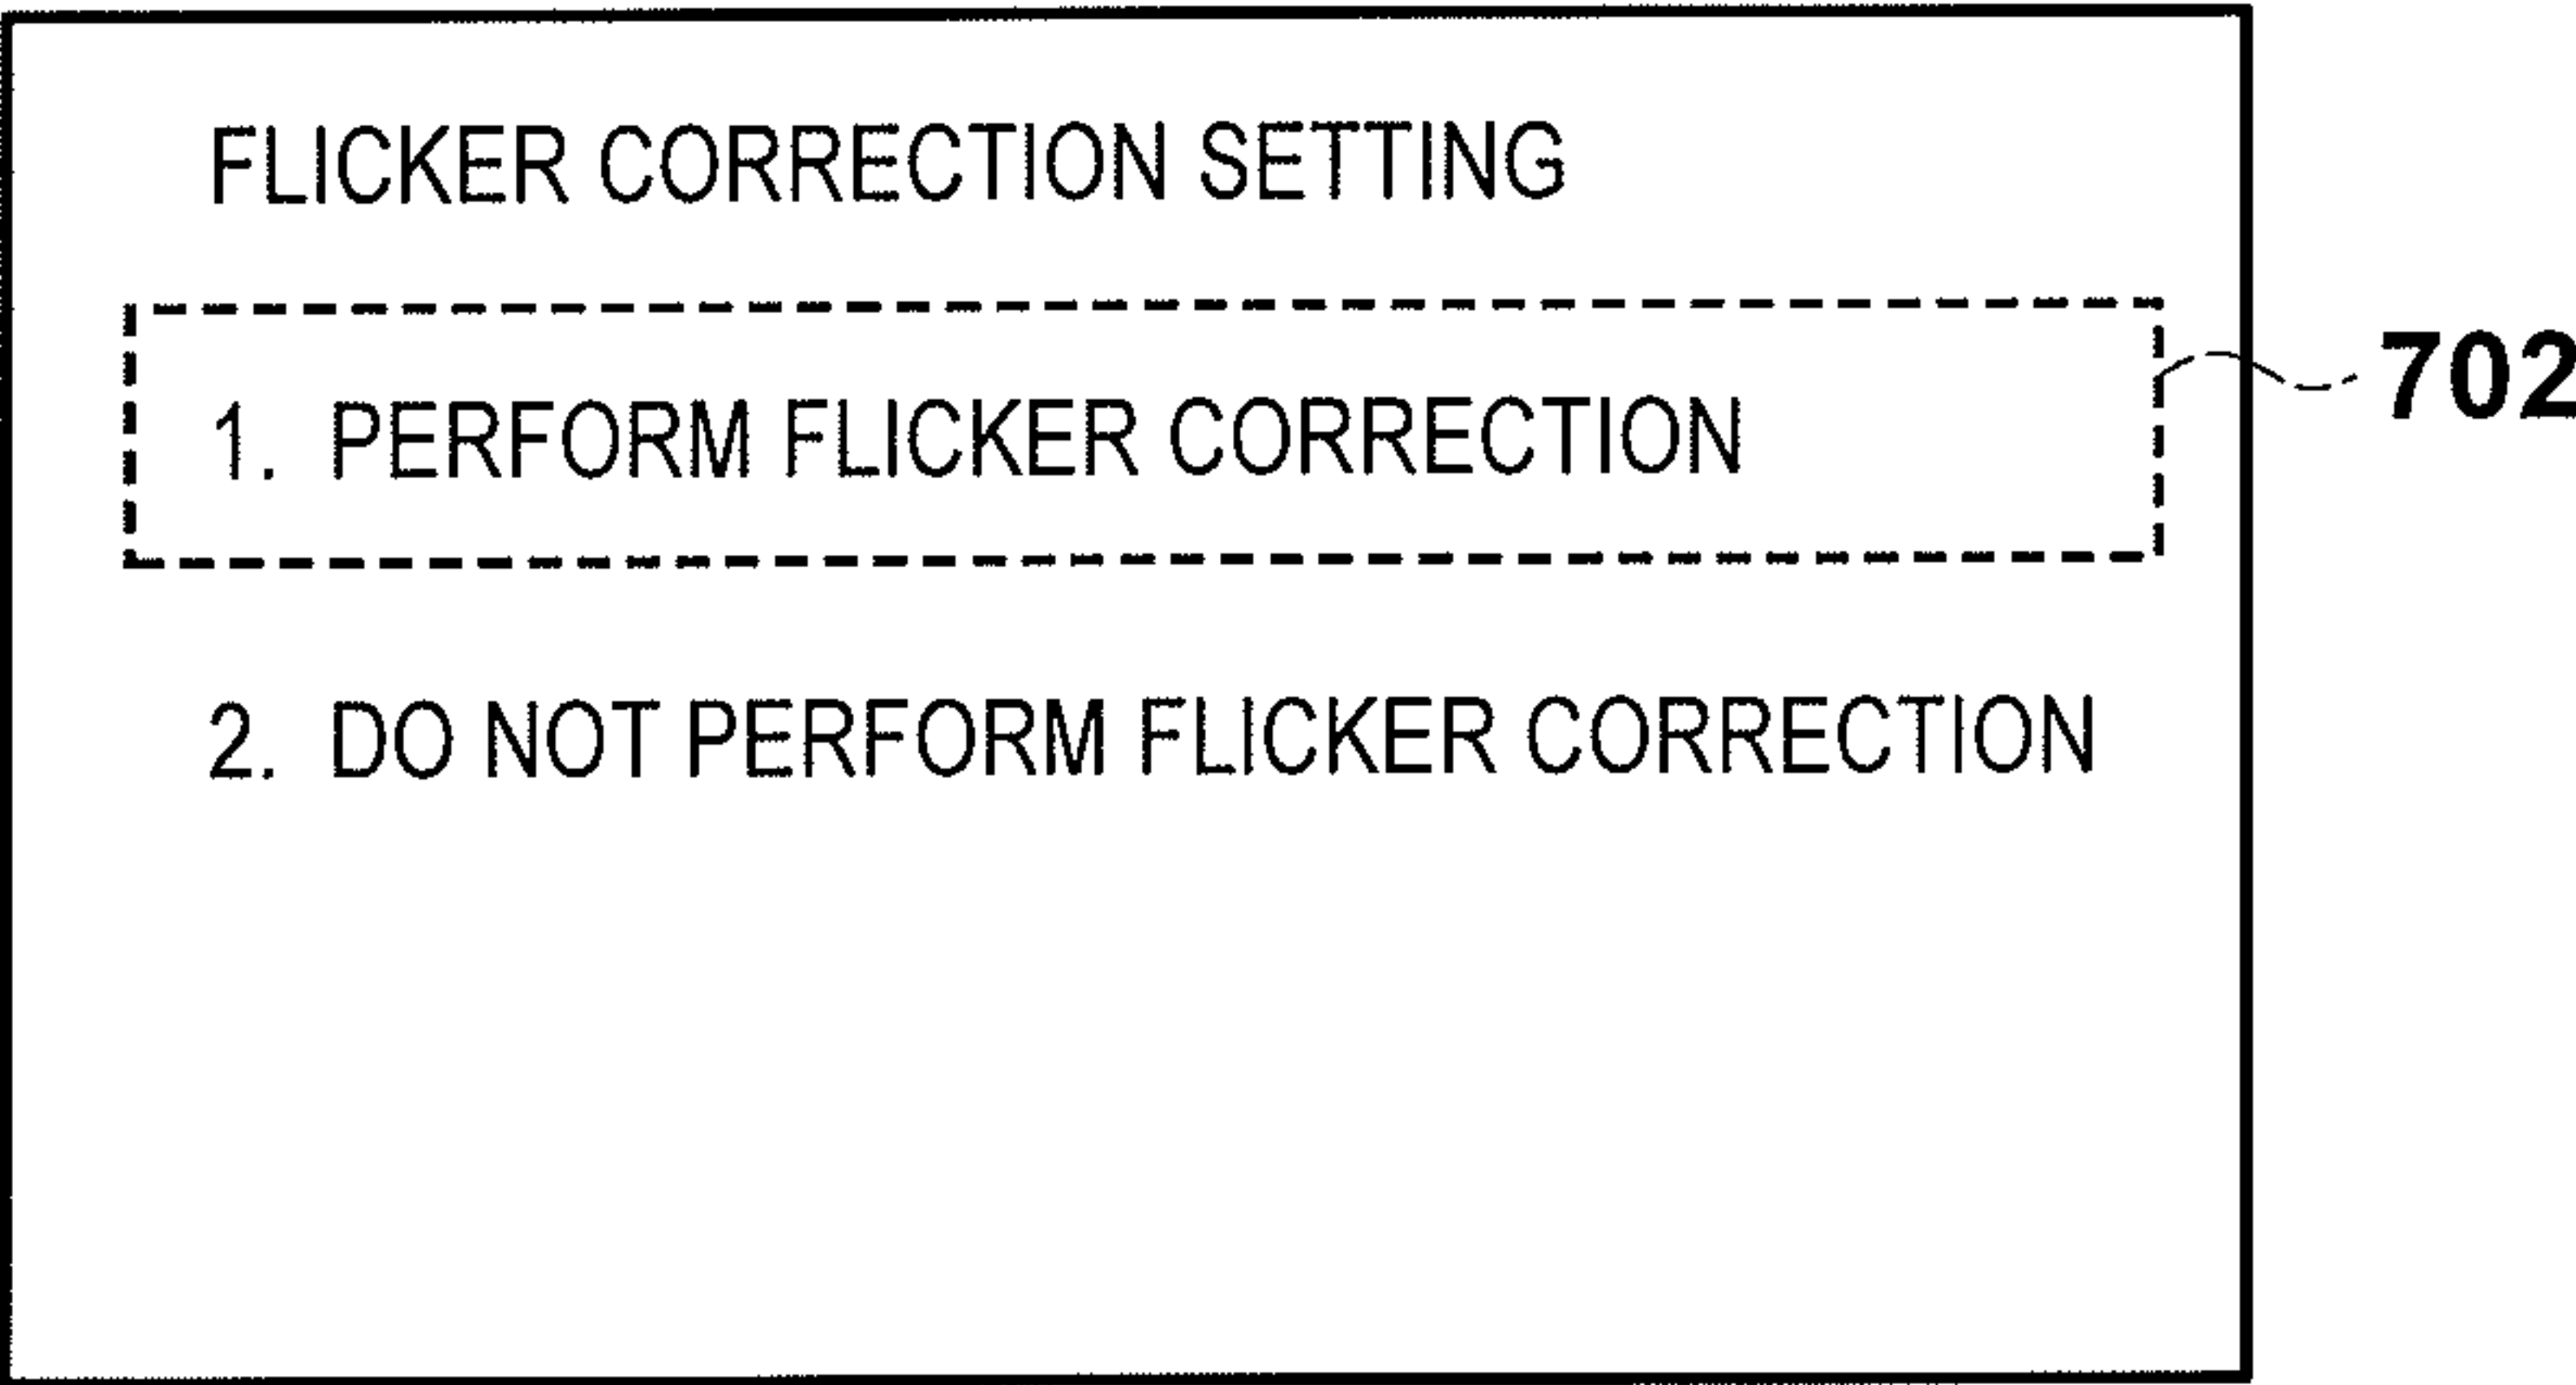 FLICKER CORRECTION SETTING
1. PERFORM FLICKER CORRECTION
702
2. DO NOT PERFORM FLICKER CORRECTION